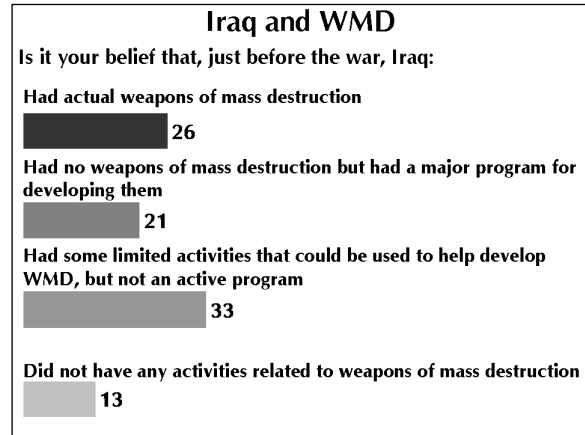 Iraq and WMD
Is it your belief that, just before the war, Iraq:
Had actual weapons of mass destruction
26
Had no weapons of mass destruction but had a major program for
developing them
21
Had some limited activities that could be used to help develop
WMD, but not an active program
33
Did not have any activities related to weapons of mass destruction
13